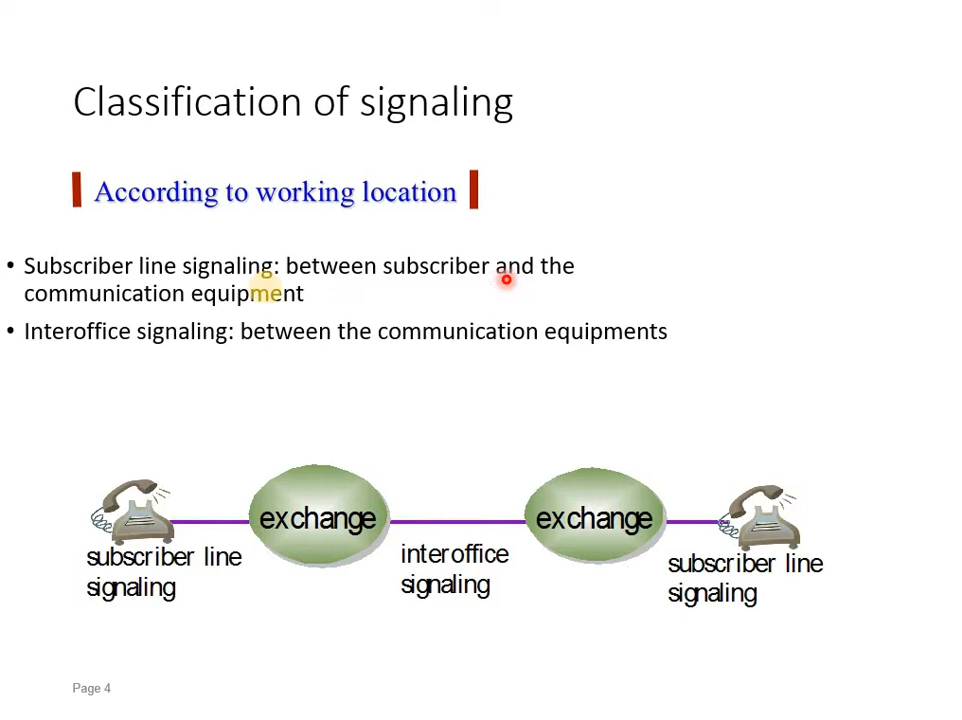 Classification of signaling
According to working location
• Subscriber line signaling: between subscriber and the
communication equipment
• Interoffice signaling: between the communication equipments
exchange
exchange
subscriber line
signaling
interoffice
signaling
subscriber line
signaling
Page 4